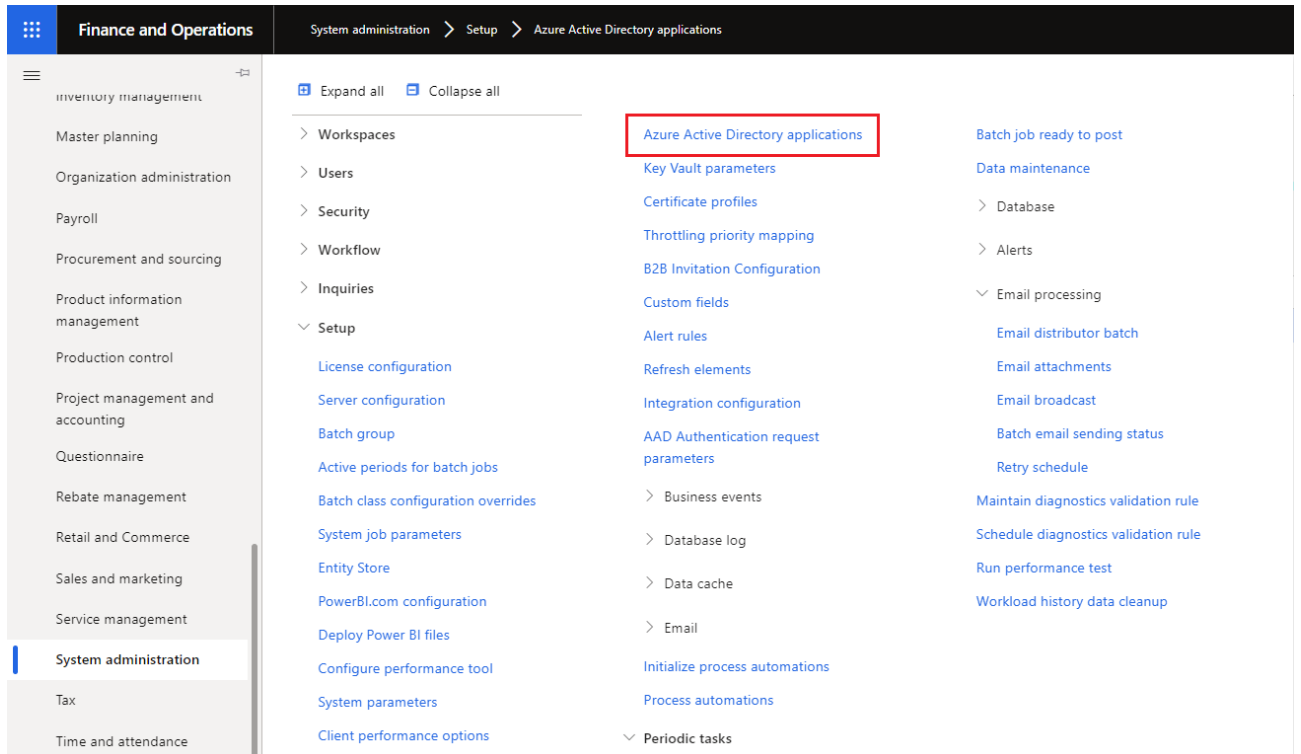 Finance and Operations
System administration > Setup > Azure Active Directory applications
Inventory management
Master planning
Organization administration
Payroll
Procurement and sourcing
Product information
management
Production control
Project management and
accounting
Questionnaire
Rebate management
Retail and Commerce
Sales and marketing
Service management
System administration
Tax
Time and attendance
Expand all
Collapse all
Workspaces
Users
Security
Workflow
Inquiries
Setup
License configuration
Server configuration
Batch group
Active periods for batch jobs
Batch class configuration overrides
System job parameters
Entity Store
PowerBI.com configuration
Deploy Power BI files
Configure performance tool
System parameters
Client performance options
Azure Active Directory applications
Key Vault parameters
Certificate profiles
Throttling priority mapping
B2B Invitation Configuration
Custom fields
Alert rules
Refresh elements
Integration configuration
AAD Authentication request
parameters
Business events
Database log
Data cache
Email
Initialize process automations
Process automations
Periodic tasks
Batch job ready to post
Data maintenance
Database
Alerts
Email processing
Email distributor batch
Email attachments
Email broadcast
Batch email sending status
Retry schedule
Maintain diagnostics validation rule
Schedule diagnostics validation rule
Run performance test
Workload history data cleanup